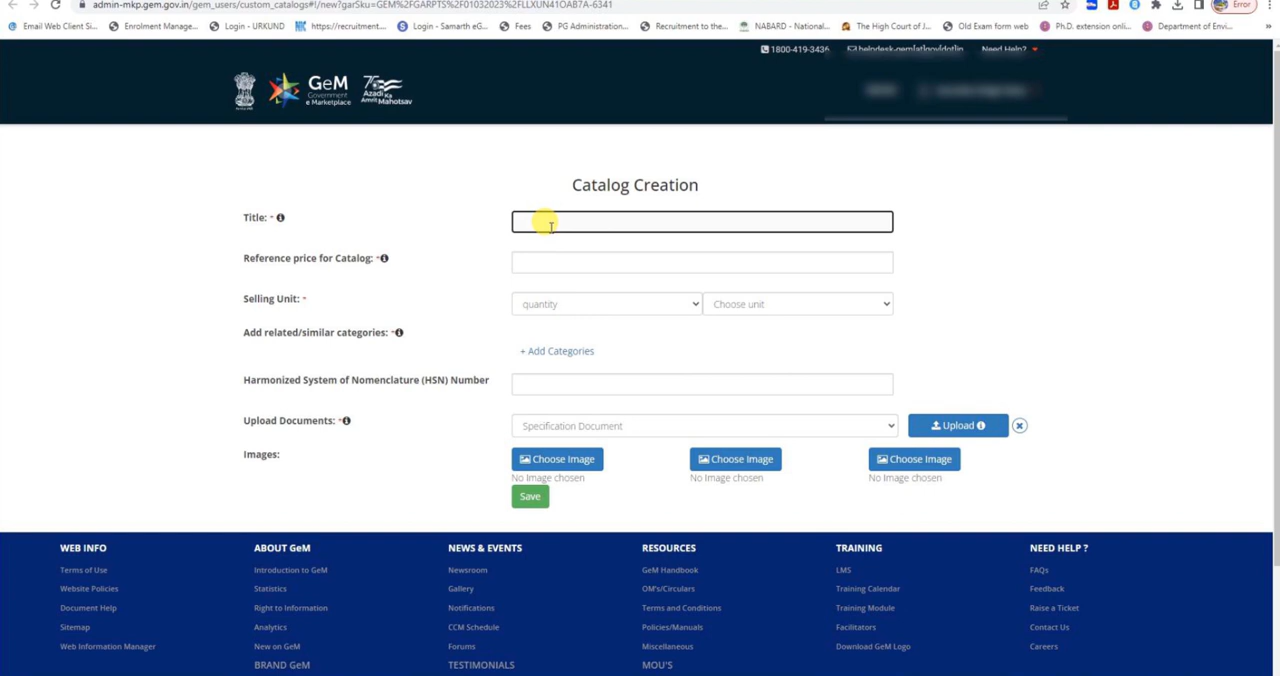 admin-mkp.gem.gov.in/gem_users/custom_catalogs#!/new?garSku=GEM%2FGARPTS%2F01032023%2FLLXUN41OAB7A-6341
Error
Email Web Client Si... Enrolment Manage... Login - URKUND https://recruitment.... Login - Samarth eG... Fees PG Administration... Recruitment to the... NABARD - National... The High Court of J... Old Exam form web Ph.D. extension onli... Department of Envi... »
1800-419-3436 helpdesk-gem[at]gov[dot]in Need Help?
GeM
Government
e Marketplace
75
Azadi Ka
Amrit Mahotsav
Catalog Creation
Title: *
Reference price for Catalog: *
Selling Unit: * quantity Choose unit
Add related/similar categories: *
+ Add Categories
Harmonized System of Nomenclature (HSN) Number
Upload Documents: * Specification Document Upload
Images: Choose Image Choose Image Choose Image
No Image chosen No Image chosen No Image chosen
Save
WEB INFO ABOUT GeM NEWS & EVENTS RESOURCES TRAINING NEED HELP ?
Terms of Use Introduction to GeM Newsroom GeM Handbook LMS FAQs
Website Policies Statistics Gallery OM's/Circulars Training Calendar Feedback
Document Help Right to Information Notifications Terms and Conditions Training Module Raise a Ticket
Sitemap Analytics CCM Schedule Policies/Manuals Facilitators Contact Us
Web Information Manager New on GeM Forums Miscellaneous Download GeM Logo Careers
BRAND GeM TESTIMONIALS MOU'S